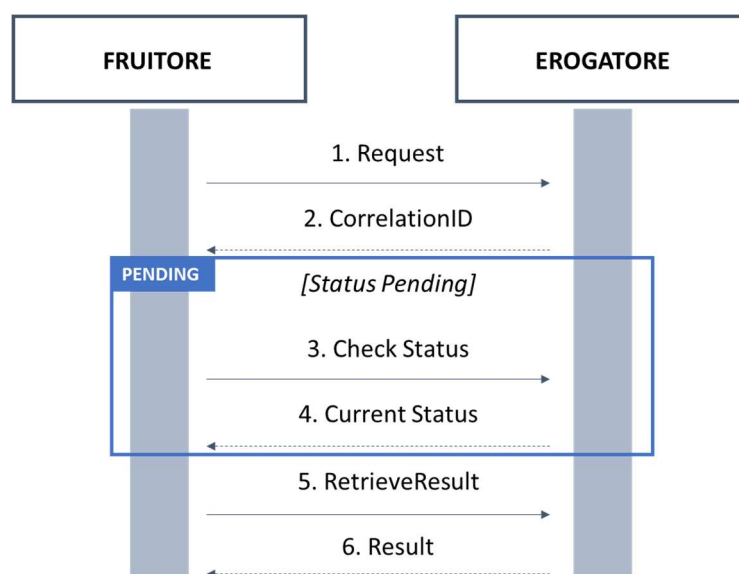 FRUITORE
EROGATORE
1. Request
2. CorrelationID
PENDING
[Status Pending]
3. Check Status
4. Current Status
5. RetrieveResult
6. Result